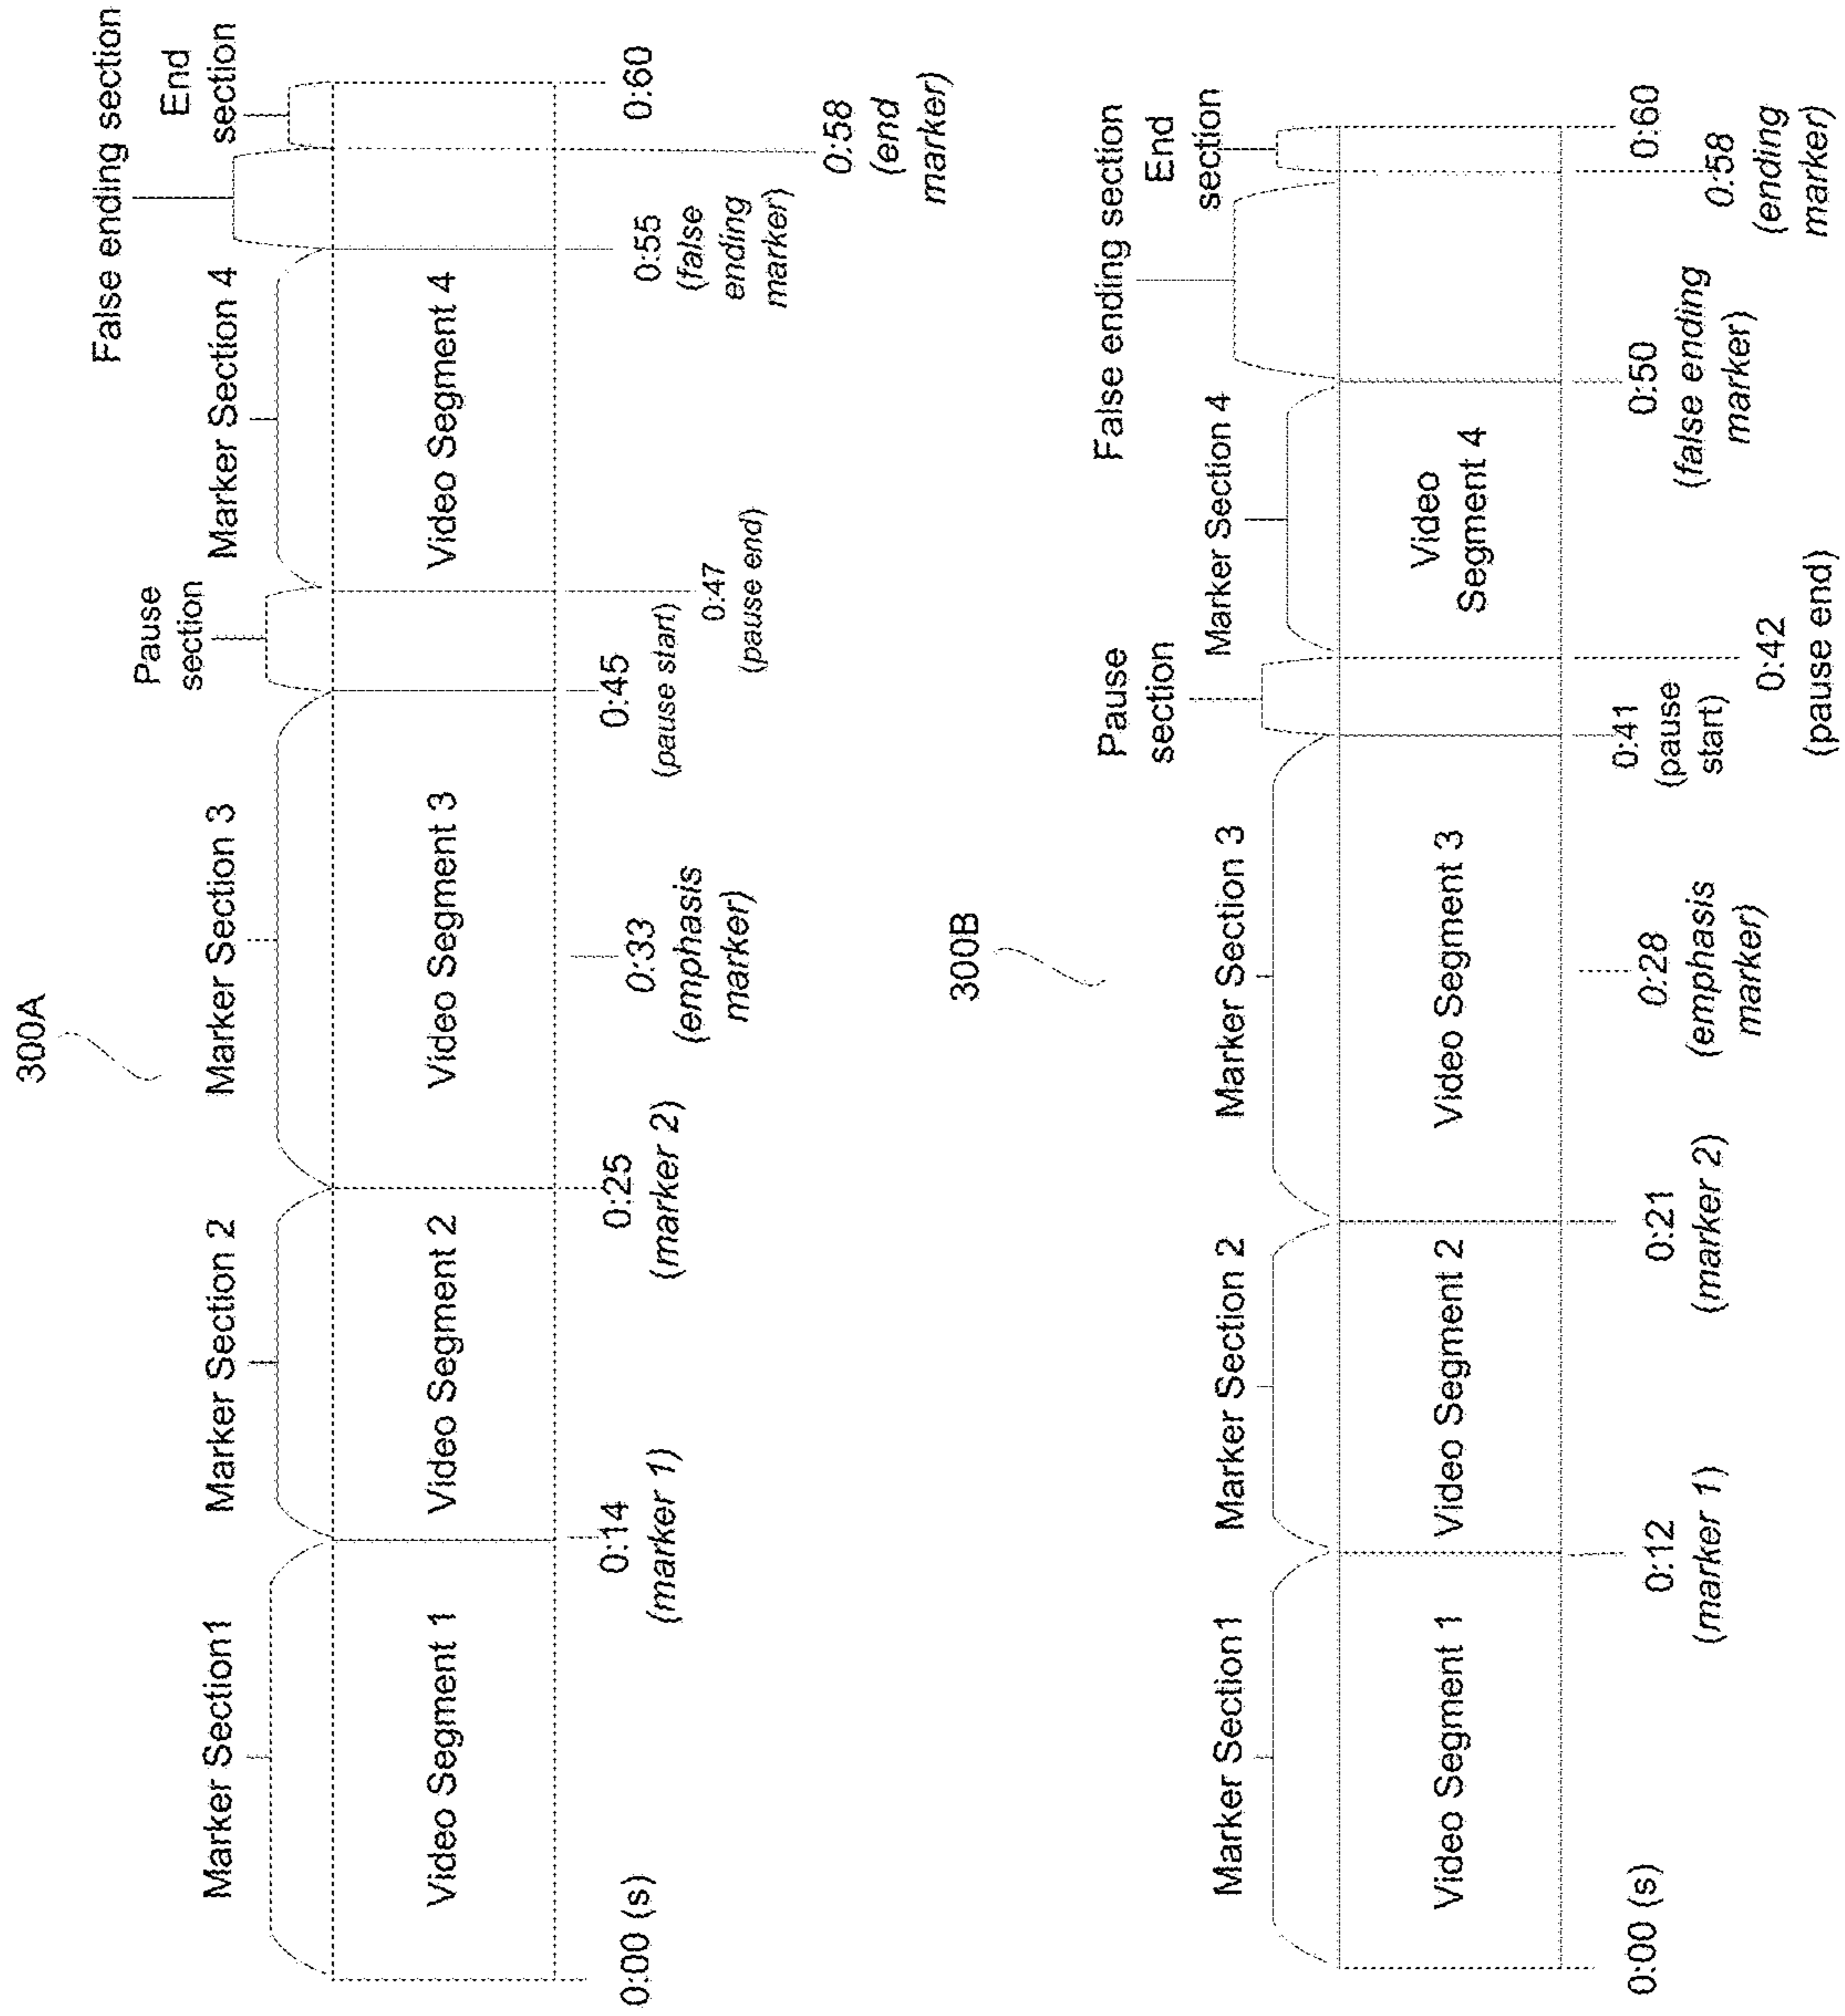 300A
False ending section
End
section
Pause
section
Marker Section1
Marker Section 2
Marker Section 3
Marker Section 4
Video Segment 1
Video Segment 2
Video Segment 3
Video Segment 4
0:00 (s)
0:14
(marker 1)
0:25
(marker 2)
0:33
(emphasis
marker)
0:45
(pause start)
0:47
(pause end)
0:55
(false
ending
marker)
0:58
(end
marker)
0:60
300B
False ending section
End
section
Pause
section
Marker Section1
Marker Section 2
Marker Section 3
Marker Section 4
Video Segment 1
Video Segment 2
Video Segment 3
Video
Segment 4
0:00 (s)
0:12
(marker 1)
0:21
(marker 2)
0:28
(emphasis
marker)
0:41
(pause
start)
0:42
(pause end)
0:50
(false ending
marker)
0:58
(ending
marker)
0:60